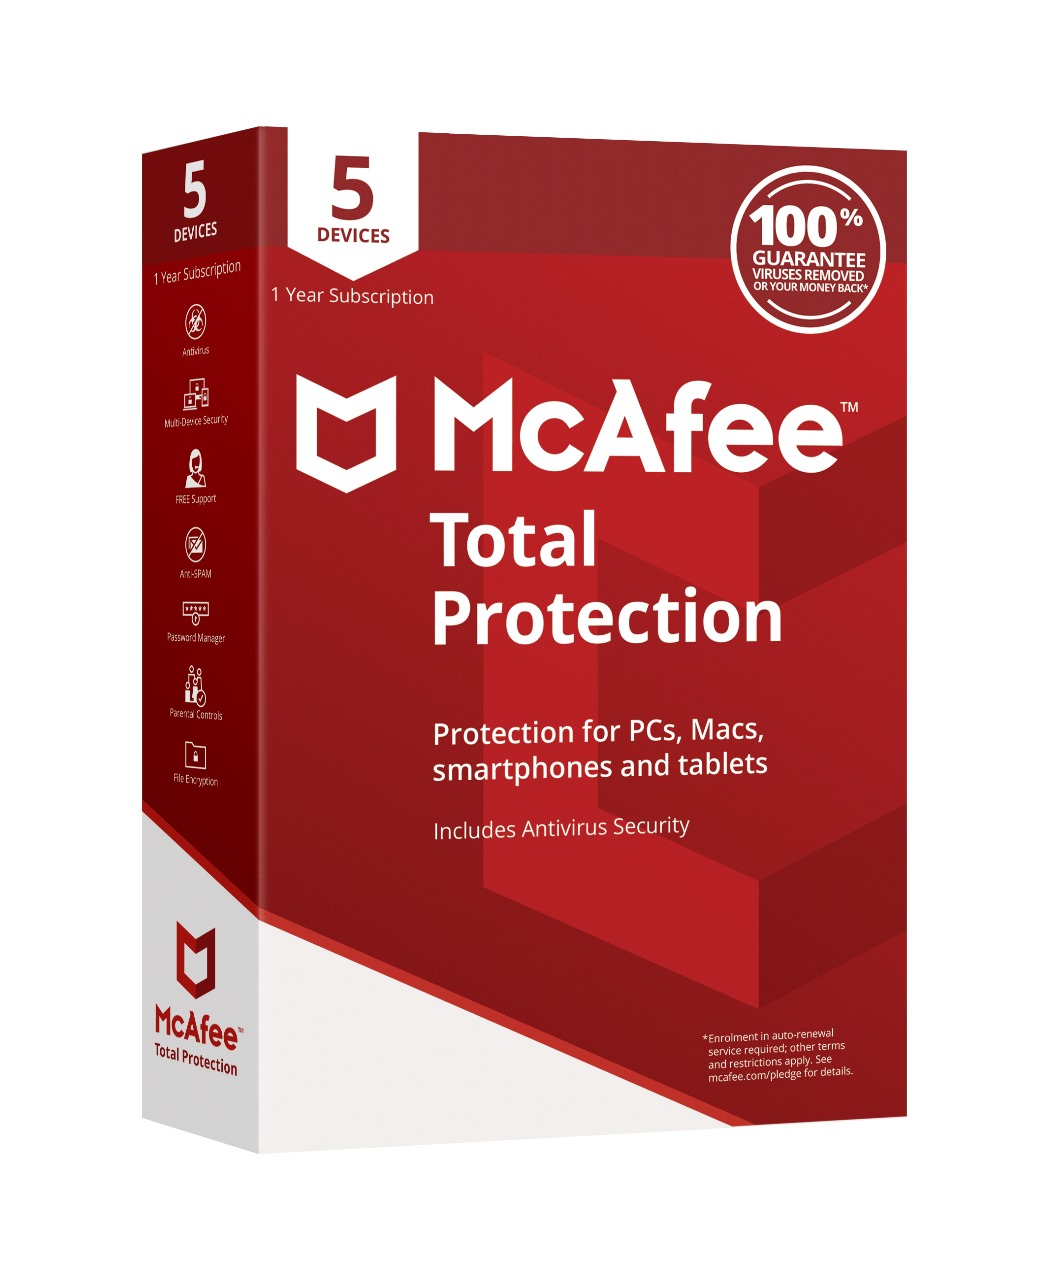 5
DEVICES
1 Year Subscription
Antivirus
Multi-Device Security
FREE Support
Anti-SPAM
Password Manager
Parental Controls
File Encryption
McAfee™
Total Protection
5
DEVICES
1 Year Subscription
100%
GUARANTEE
VIRUSES REMOVED
OR YOUR MONEY BACK*
McAfee™
Total
Protection
Protection for PCs, Macs,
smartphones and tablets
Includes Antivirus Security
*Enrolment in auto-renewal
service required; other terms
and restrictions apply. See
mcafee.com/pledge for details.